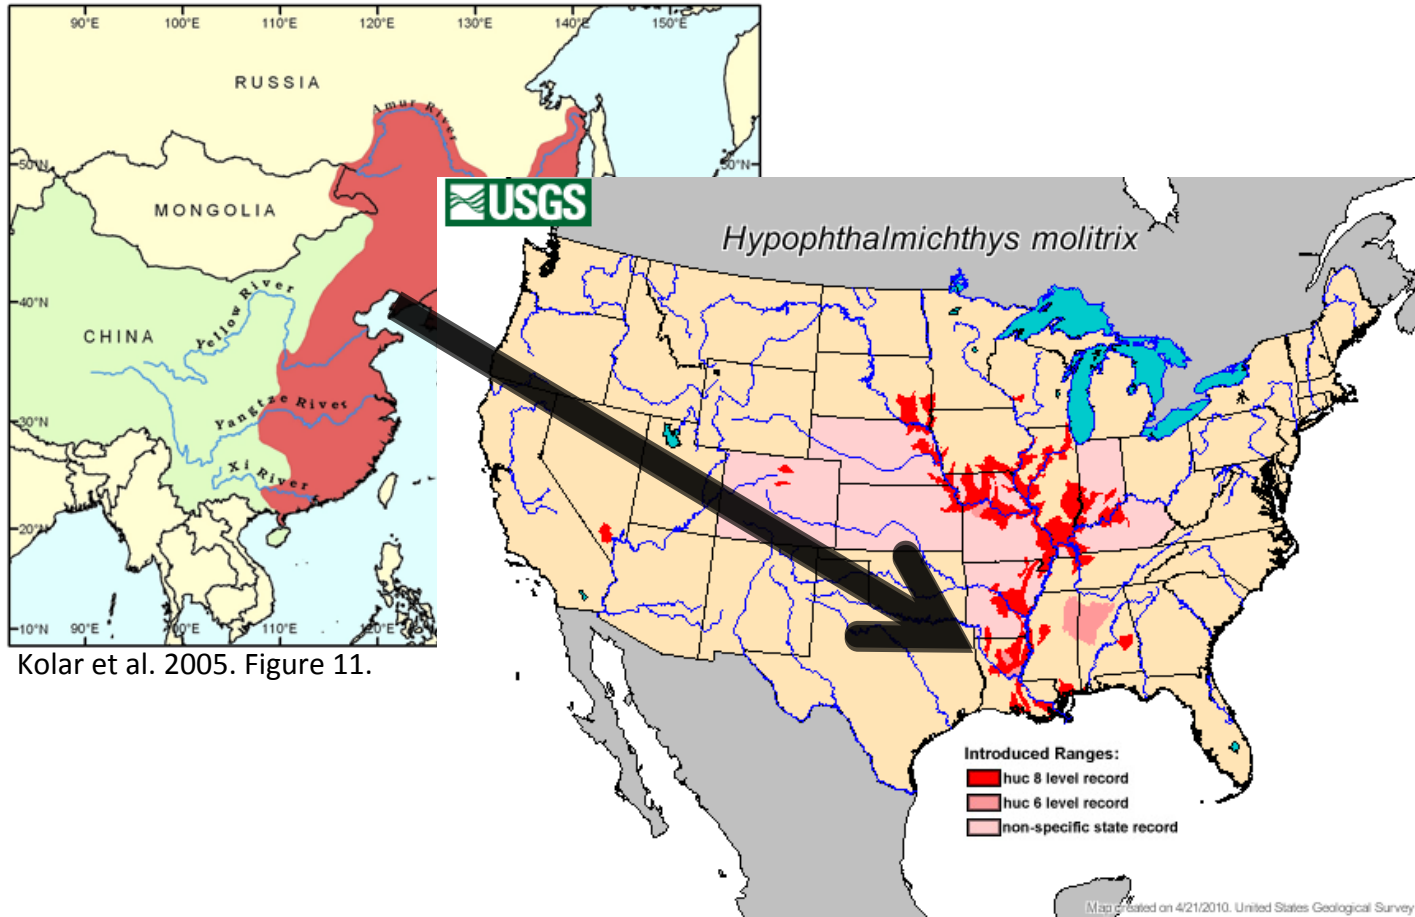 90°E 100°E 110°E 120°E 130°E 140°E 150°E
RUSSIA
Amur River
50°N 50°N
MONGOLIA
USGS
Hypophthalmichthys molitrix
40°N
Yellow River
CHINA
Yangtze River
30°N
Xi River
20°N
2
10°N 90°E 100°E 110°E 120°E
Kolar et al. 2005. Figure 11.
Introduced Ranges:
huc 8 level record
huc 6 level record
non-specific state record
Map created on 4/21/2010. United States Geological Survey